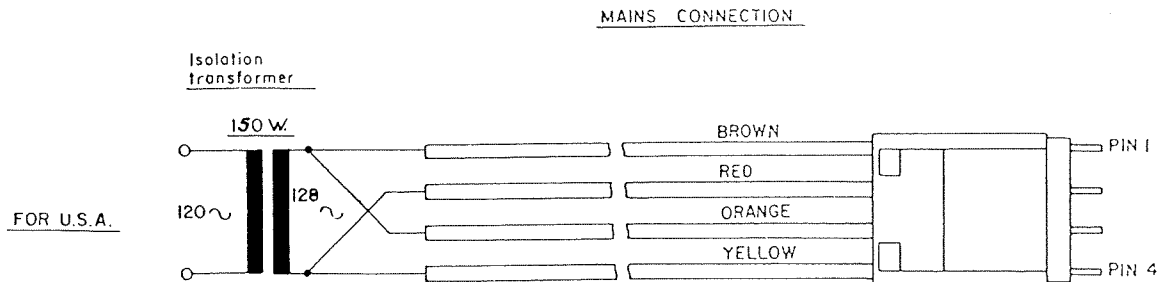 MAINS CONNECTION
Isolation
transformer
150 W.
BROWN
PIN 1
RED
120~
128~
FOR U.S.A.
ORANGE
YELLOW
PIN 4